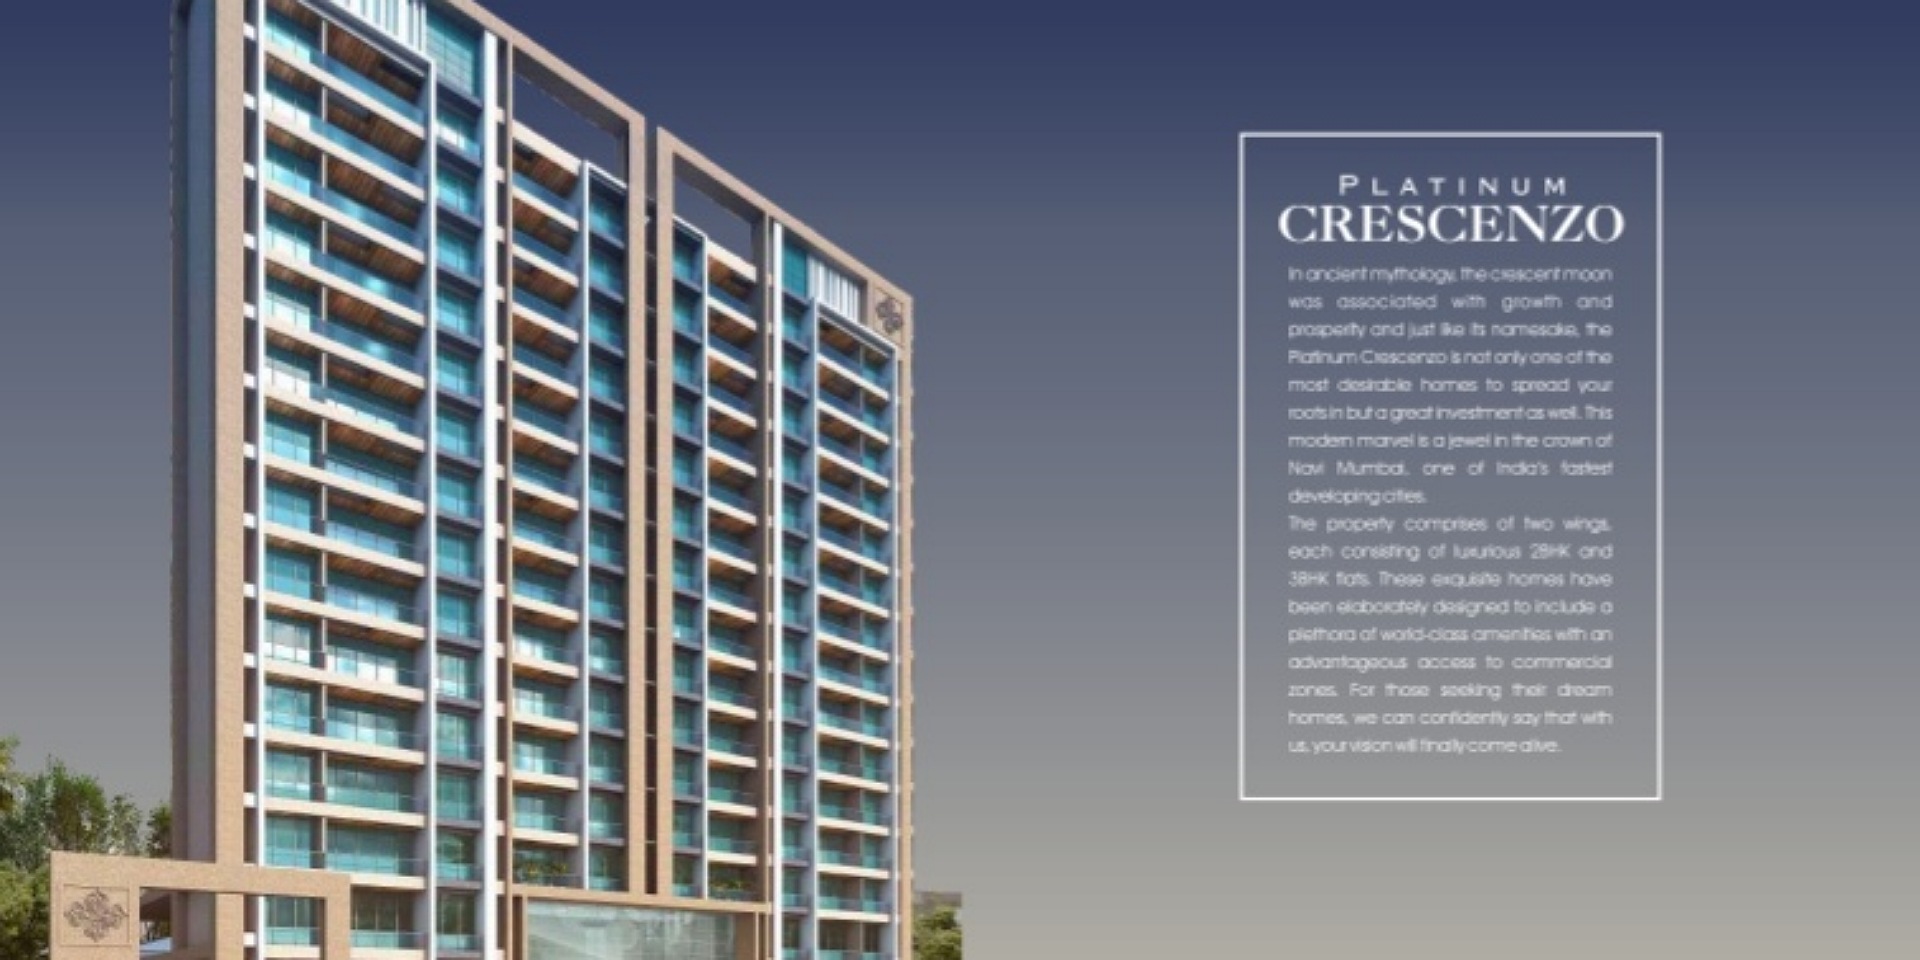 PLATINUM
CRESCENZO
In ancient mythology, the crescent moon
was associated with growth and
prosperity and just like its namesake, the
Platinum Crescenzo is not only one of the
most desirable homes to spread your
roots in but a great investment as well. This
modern marvel is a jewel in the crown of
Navi Mumbai, one of India's fastest
developing cities.
The property comprises of two wings,
each consisting of luxurious 2BHK and
3BHK flats. These exquisite homes have
been elaborately designed to include a
plethora of world-class amenities with an
advantageous access to commercial
zones. For those seeking their dream
homes, we can confidently say that with
us, your vision will finally come alive.